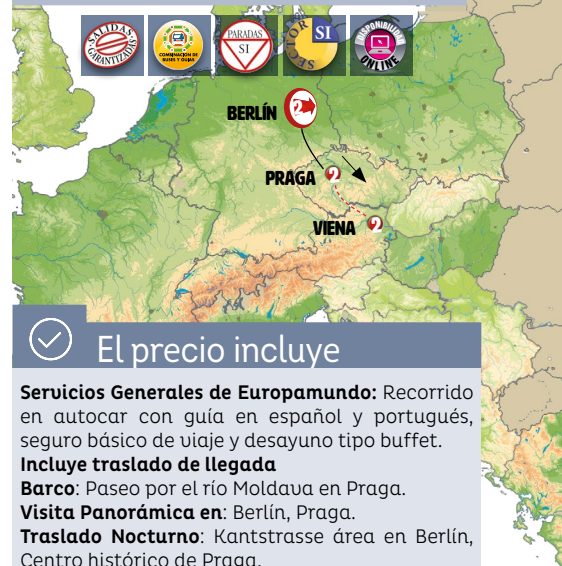 SALIDAS
GARANTIZADAS
COMBINACIÓN DE
BUSES Y GUÍAS
PARADAS
SI
SECTOR
SI
DISPONIBILIDAD
ONLINE
BERLÍN
2
PRAGA
2
VIENA
2
El precio incluye
Servicios Generales de Europamundo: Recorrido
en autocar con guía en español y portugués,
seguro básico de viaje y desayuno tipo buffet.
Incluye traslado de llegada
Barco: Paseo por el río Moldava en Praga.
Visita Panorámica en: Berlín, Praga.
Traslado Nocturno: Kantstrasse área en Berlín,
Centro histórico de Praga.